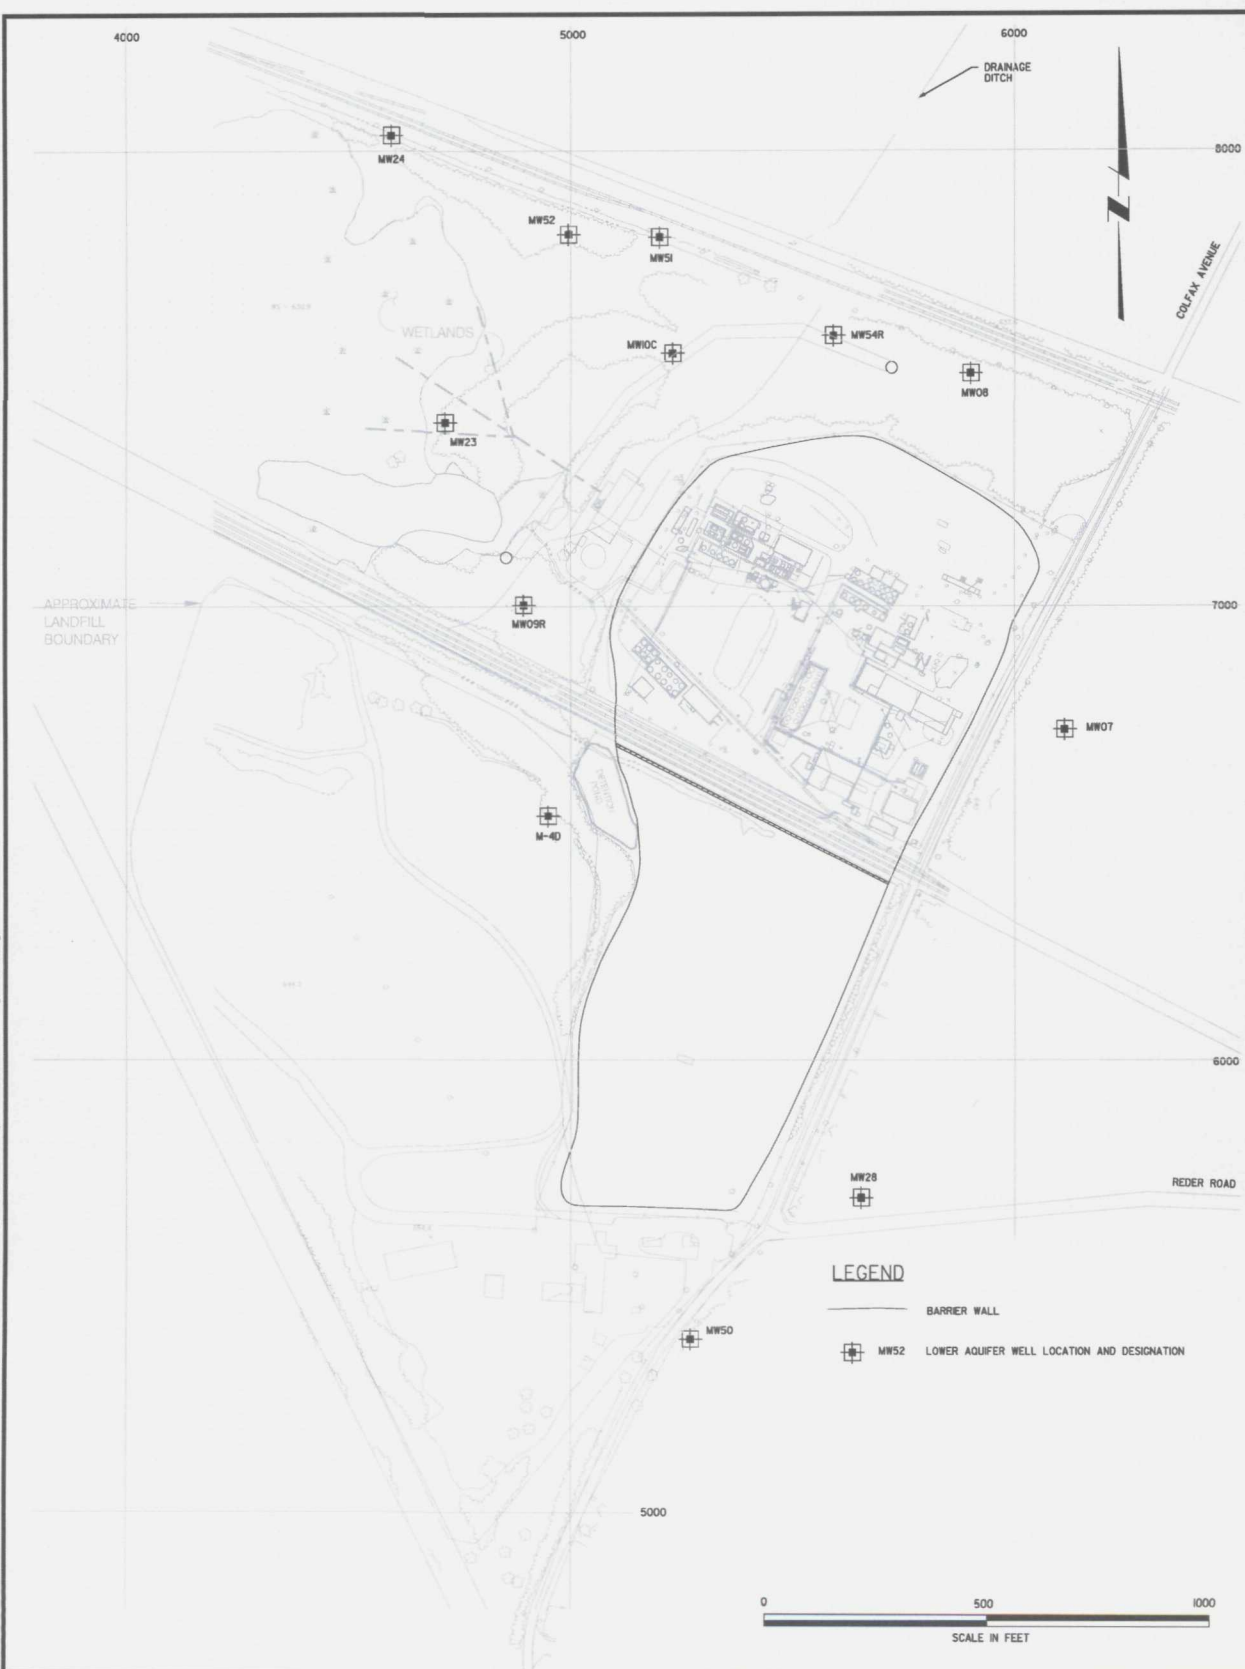 4000
5000
6000
DRAINAGE
DITCH
8000
MW24
MW52
MW51
COLFAX AVENUE
N
WETLANDS
MW10C
MW54R
MW08
MW23
APPROXIMATE
LANDFILL
BOUNDARY
7000
MW09R
MW07
RETENTION
POND
M-4D
6000
MW28
REDER ROAD
LEGEND
BARRIER WALL
MW50
MW52 LOWER AQUIFER WELL LOCATION AND DESIGNATION
5000
0 500 1000
SCALE IN FEET